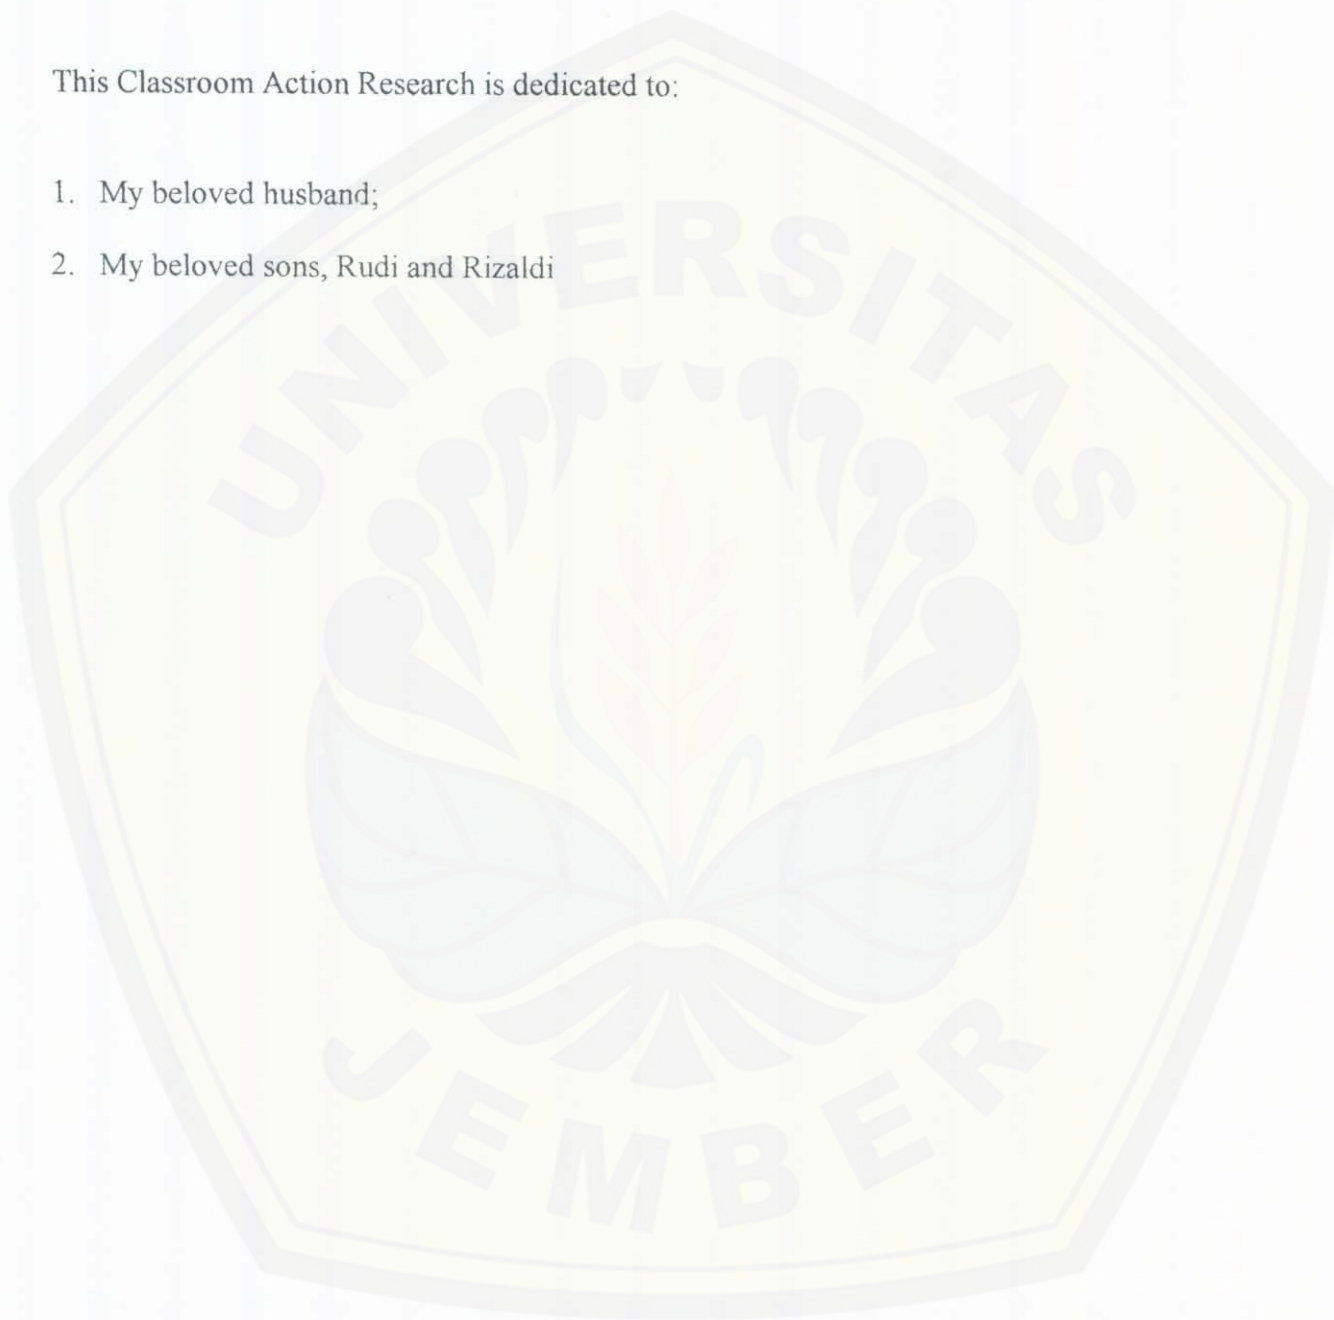 This Classroom Action Research is dedicated to:
1. My beloved husband;
2. My beloved sons, Rudi and Rizaldi
UNIVERSITAS
JEMBER